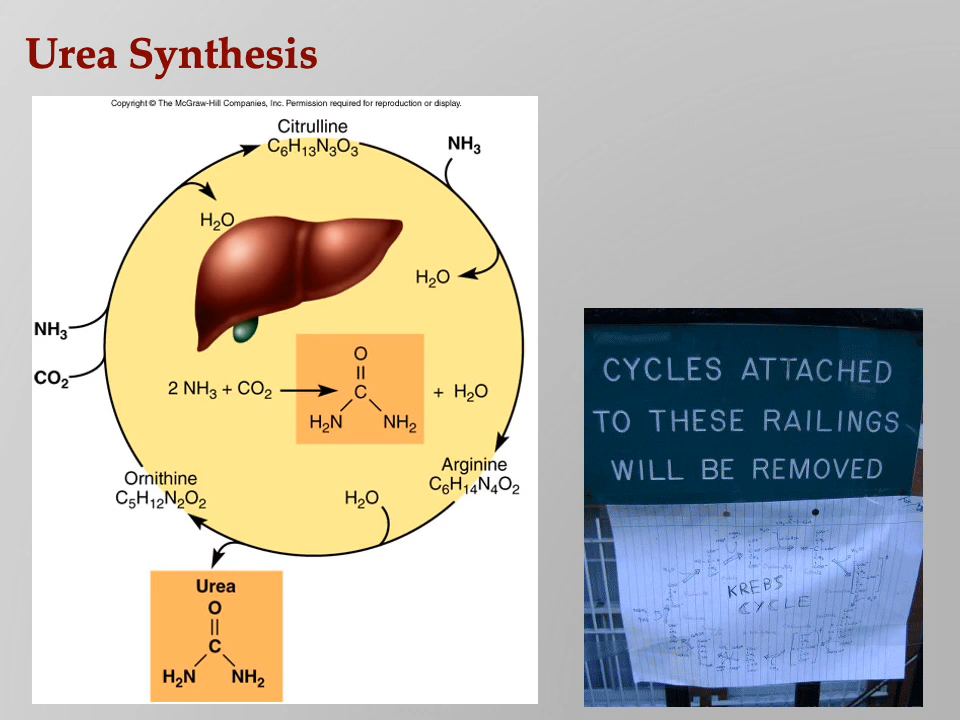 Urea Synthesis
Copyright © The McGraw-Hill Companies, Inc. Permission required for reproduction or display.
Citrulline
C₆H₁₃N₃O₃
NH₃
H₂O
H₂O
NH₃
CO₂
2 NH₃ + CO₂
O
C
H₂N NH₂
+ H₂O
Arginine
C₆H₁₄N₄O₂
Ornithine
C₅H₁₂N₂O₂
H₂O
Urea
O
C
H₂N NH₂
CYCLES ATTACHED
TO THESE RAILINGS
WILL BE REMOVED
KREBS
CYCLE